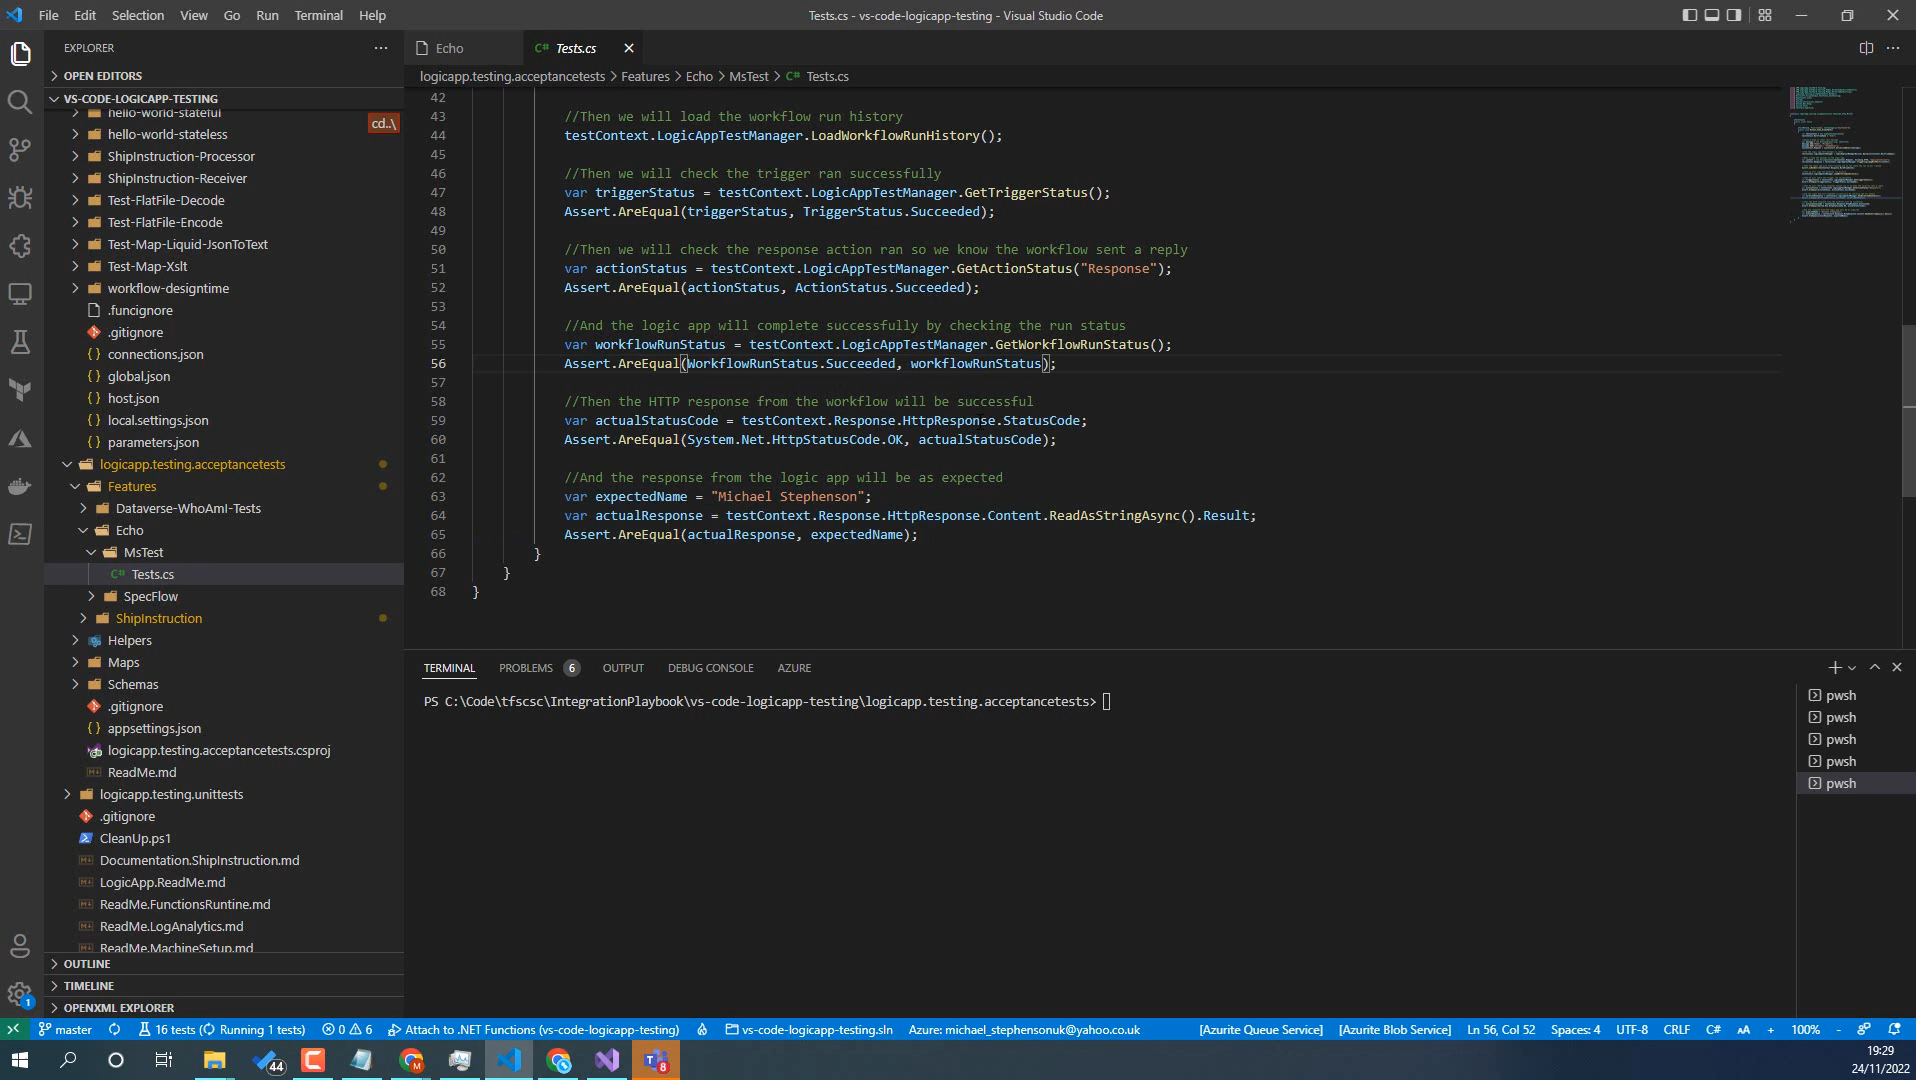 File Edit Selection View Go Run Terminal Help
Tests.cs - vs-code-logicapp-testing - Visual Studio Code
EXPLORER
OPEN EDITORS
VS-CODE-LOGICAPP-TESTING
hello-world-stateful
cd..\
hello-world-stateless
ShipInstruction-Processor
ShipInstruction-Receiver
Test-FlatFile-Decode
Test-FlatFile-Encode
Test-Map-Liquid-JsonToText
Test-Map-Xslt
workflow-designtime
.funcignore
.gitignore
connections.json
global.json
host.json
local.settings.json
parameters.json
logicapp.testing.acceptancetests
Features
Dataverse-WhoAmI-Tests
Echo
MsTest
C# Tests.cs
SpecFlow
ShipInstruction
Helpers
Maps
Schemas
.gitignore
appsettings.json
logicapp.testing.acceptancetests.csproj
ReadMe.md
logicapp.testing.unittests
.gitignore
CleanUp.ps1
Documentation.ShipInstruction.md
LogicApp.ReadMe.md
ReadMe.FunctionsRuntine.md
ReadMe.LogAnalytics.md
ReadMe.MachineSetup.md
OUTLINE
TIMELINE
OPENXML EXPLORER
Echo
C# Tests.cs
logicapp.testing.acceptancetests > Features > Echo > MsTest > C# Tests.cs
42
43 //Then we will load the workflow run history
44 testContext.LogicAppTestManager.LoadWorkflowRunHistory();
45
46 //Then we will check the trigger ran successfully
47 var triggerStatus = testContext.LogicAppTestManager.GetTriggerStatus();
48 Assert.AreEqual(triggerStatus, TriggerStatus.Succeeded);
49
50 //Then we will check the response action ran so we know the workflow sent a reply
51 var actionStatus = testContext.LogicAppTestManager.GetActionStatus("Response");
52 Assert.AreEqual(actionStatus, ActionStatus.Succeeded);
53
54 //And the logic app will complete successfully by checking the run status
55 var workflowRunStatus = testContext.LogicAppTestManager.GetWorkflowRunStatus();
56 Assert.AreEqual(WorkflowRunStatus.Succeeded, workflowRunStatus);
57
58 //Then the HTTP response from the workflow will be successful
59 var actualStatusCode = testContext.Response.HttpResponse.StatusCode;
60 Assert.AreEqual(System.Net.HttpStatusCode.OK, actualStatusCode);
61
62 //And the response from the logic app will be as expected
63 var expectedName = "Michael Stephenson";
64 var actualResponse = testContext.Response.HttpResponse.Content.ReadAsStringAsync().Result;
65 Assert.AreEqual(actualResponse, expectedName);
66 }
67 }
68 }
TERMINAL PROBLEMS 6 OUTPUT DEBUG CONSOLE AZURE
PS C:\Code\tfscsc\IntegrationPlaybook\vs-code-logicapp-testing\logicapp.testing.acceptancetests>
pwsh
pwsh
pwsh
pwsh
pwsh
1
master 16 tests (Running 1 tests) 0 6 Attach to .NET Functions (vs-code-logicapp-testing) vs-code-logicapp-testing.sln Azure: michael_stephensonuk@yahoo.co.uk [Azurite Queue Service] [Azurite Blob Service] Ln 56, Col 52 Spaces: 4 UTF-8 CRLF C# AA + 100% -
44
M
8
19:29
24/11/2022